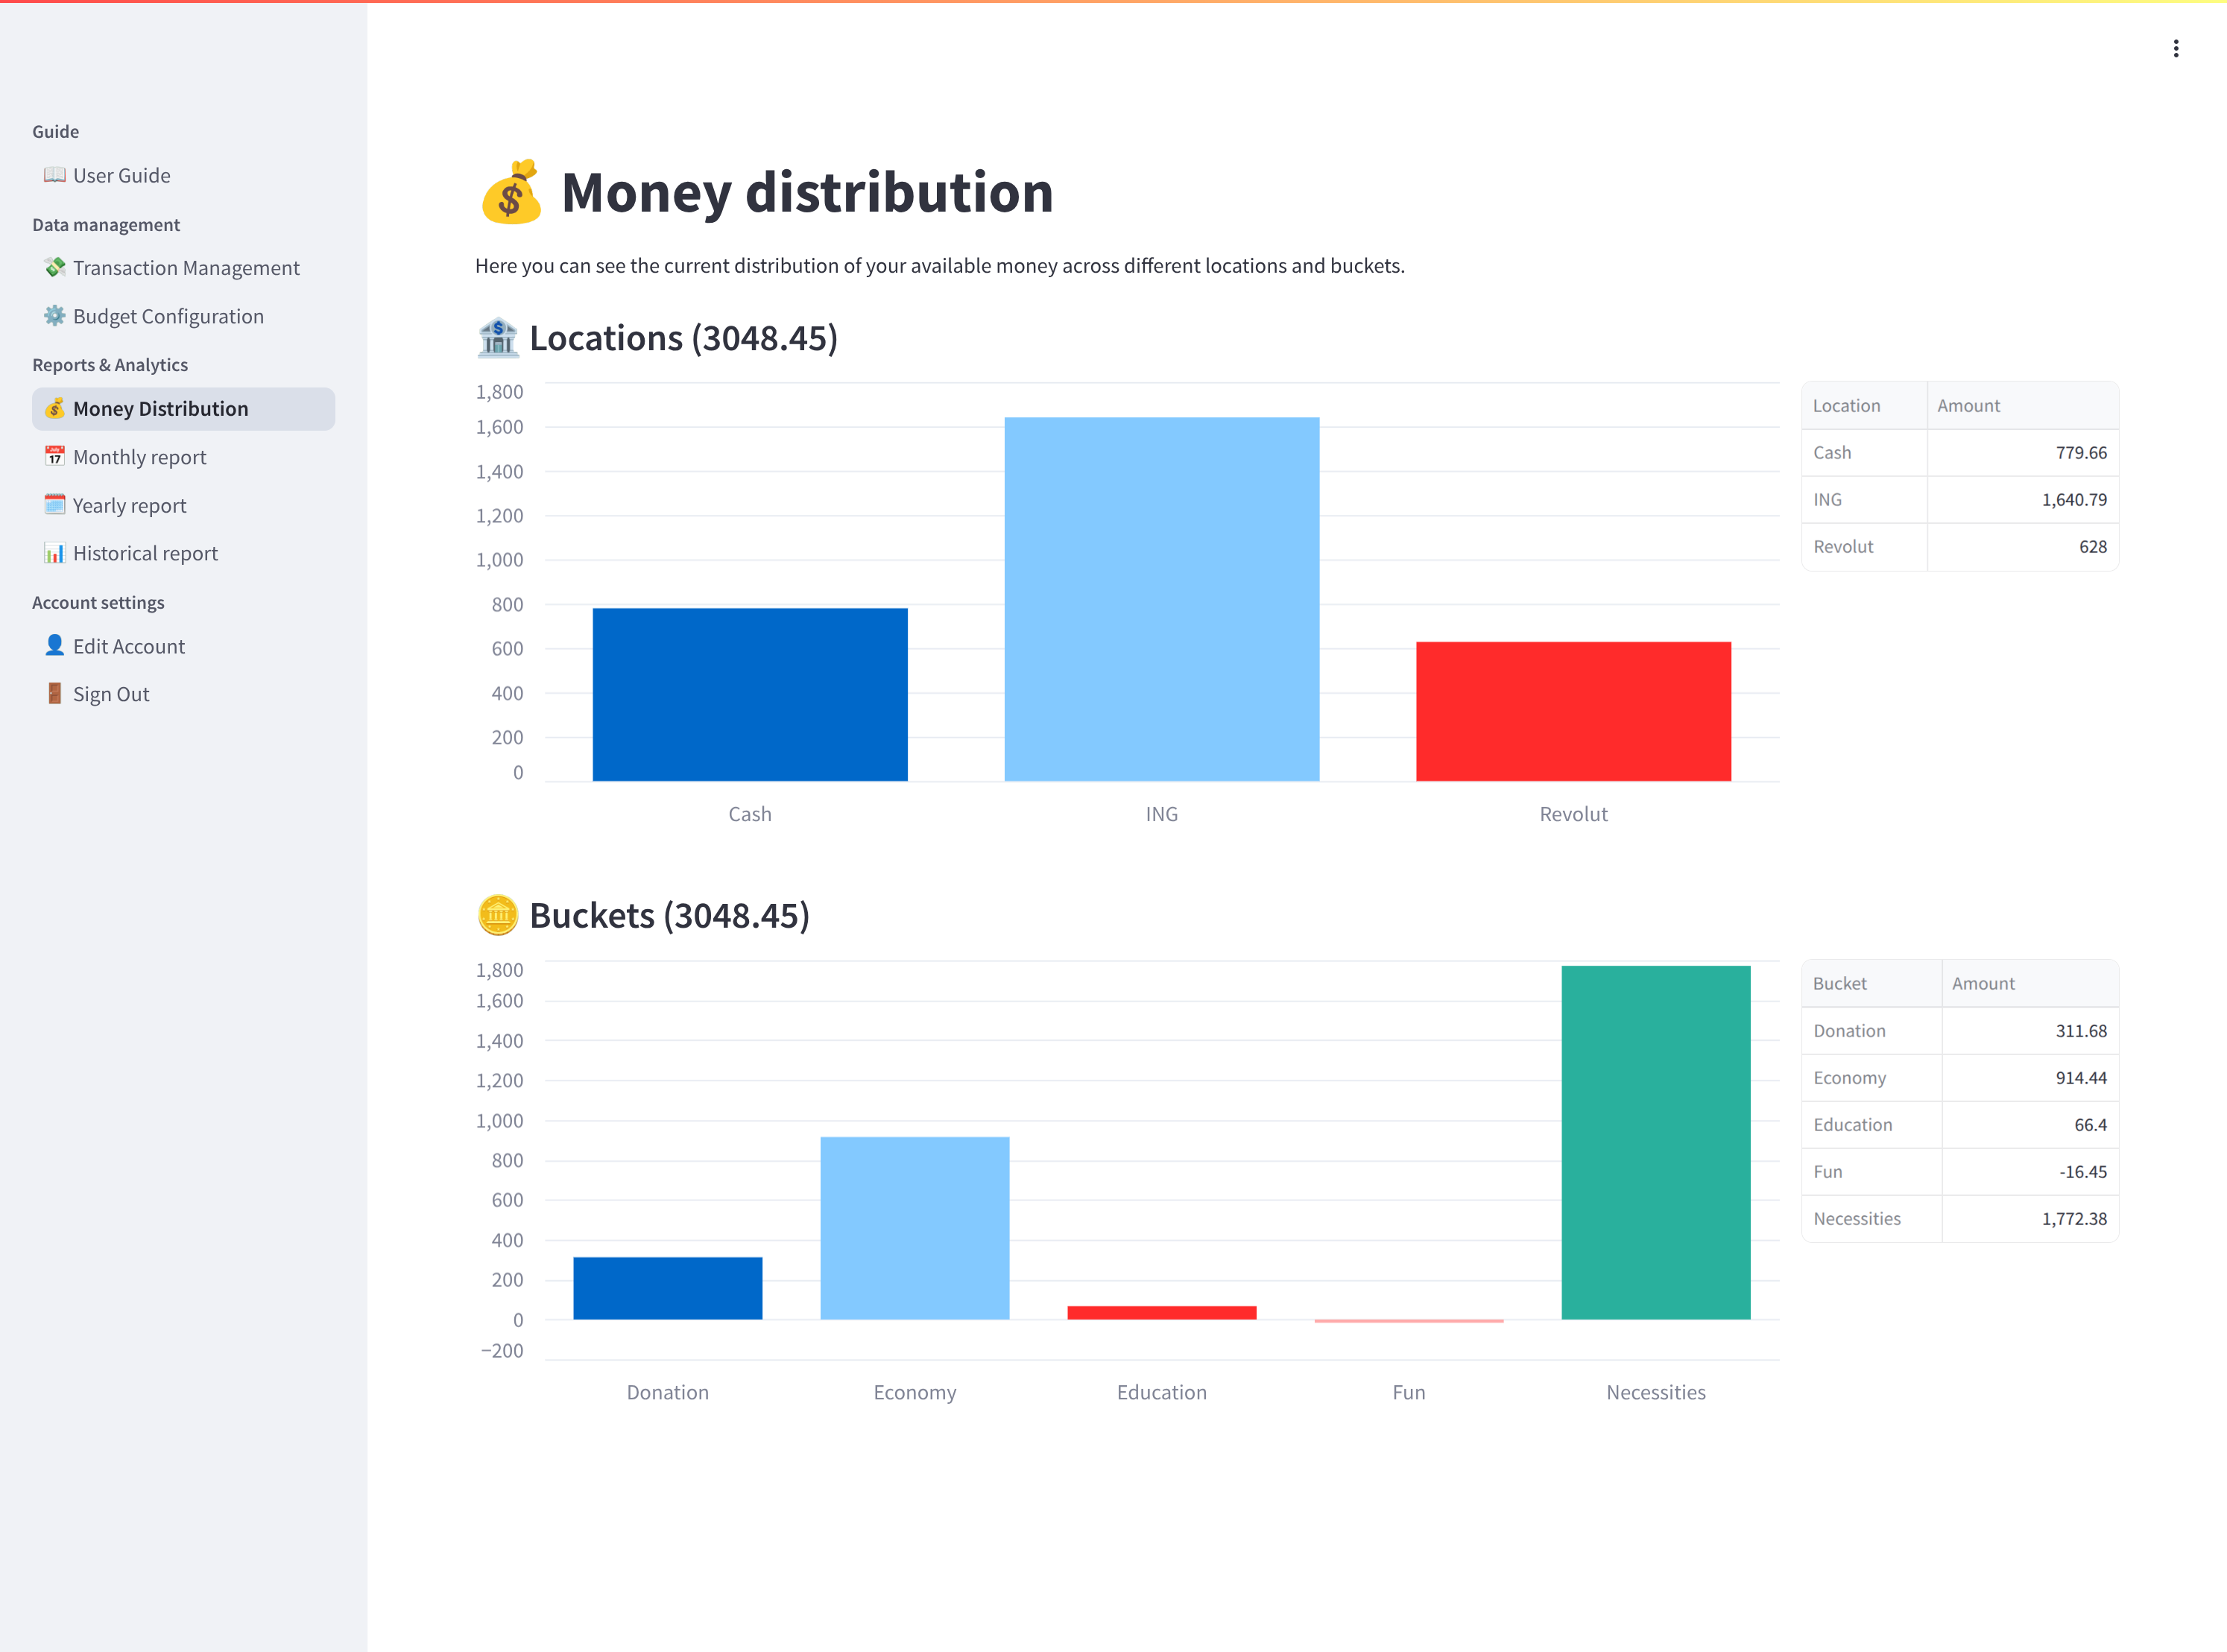 Guide
User Guide
Data management
Transaction Management
Budget Configuration
Reports & Analytics
Money Distribution
Monthly report
Yearly report
Historical report
Account settings
Edit Account
Sign Out
Money distribution
Here you can see the current distribution of your available money across different locations and buckets.
Locations (3048.45)
1,800
1,600
1,400
1,200
1,000
800
600
400
200
0
Cash ING Revolut
Location Amount
Cash 779.66
ING 1,640.79
Revolut 628
Buckets (3048.45)
1,800
1,600
1,400
1,200
1,000
800
600
400
200
0
−200
Donation Economy Education Fun Necessities
Bucket Amount
Donation 311.68
Economy 914.44
Education 66.4
Fun -16.45
Necessities 1,772.38